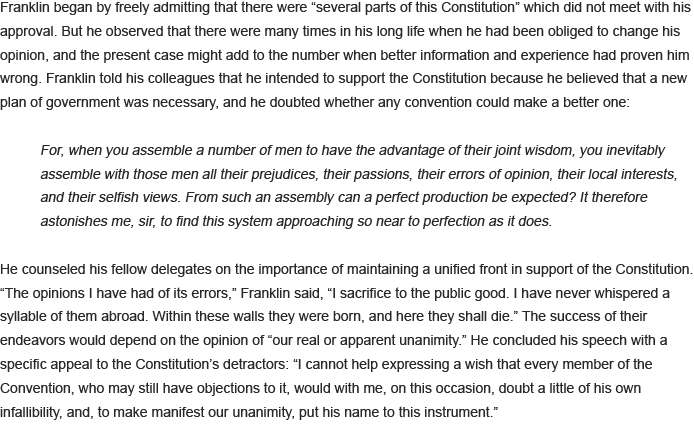 Franklin began by freely admitting that there were “several parts of this Constitution” which did not meet with his
approval. But he observed that there were many times in his long life when he had been obliged to change his
opinion, and the present case might add to the number when better information and experience had proven him
wrong. Franklin told his colleagues that he intended to support the Constitution because he believed that a new
plan of government was necessary, and he doubted whether any convention could make a better one:
For, when you assemble a number of men to have the advantage of their joint wisdom, you inevitably
assemble with those men all their prejudices, their passions, their errors of opinion, their local interests,
and their selfish views. From such an assembly can a perfect production be expected? It therefore
astonishes me, sir, to find this system approaching so near to perfection as it does.
He counseled his fellow delegates on the importance of maintaining a unified front in support of the Constitution.
“The opinions I have had of its errors,” Franklin said, “I sacrifice to the public good. I have never whispered a
syllable of them abroad. Within these walls they were born, and here they shall die.” The success of their
endeavors would depend on the opinion of “our real or apparent unanimity.” He concluded his speech with a
specific appeal to the Constitution’s detractors: “I cannot help expressing a wish that every member of the
Convention, who may still have objections to it, would with me, on this occasion, doubt a little of his own
infallibility, and, to make manifest our unanimity, put his name to this instrument.”